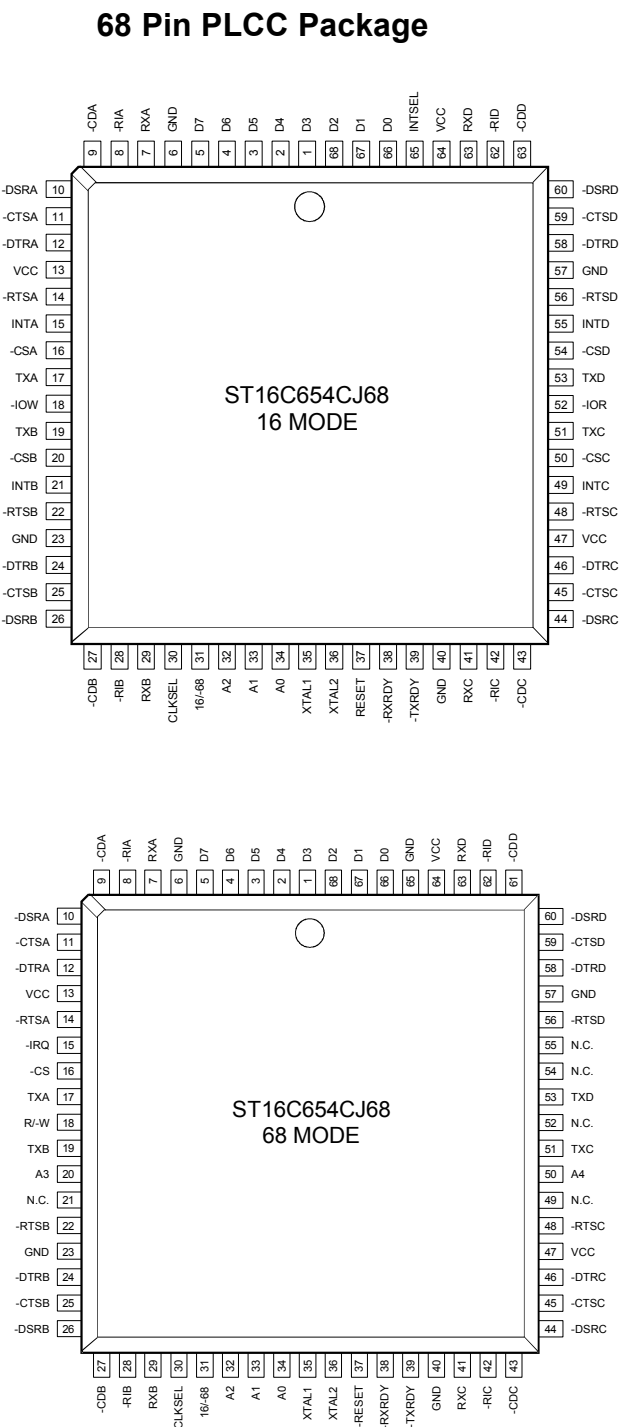 68 Pin PLCC Package
-CDA -RIA RXA GND D7 D6 D5 D4 D3 D2 D1 D0 INTSEL VCC RXD -RID -CDD
9 8 7 6 5 4 3 2 1 68 67 66 65 64 63 62 63
-DSRA 10 60 -DSRD
-CTSA 11 59 -CTSD
-DTRA 12 58 -DTRD
VCC 13 57 GND
-RTSA 14 56 -RTSD
INTA 15 55 INTD
-CSA 16 54 -CSD
TXA 17 53 TXD
ST16C654CJ68
-IOW 18 52 -IOR
16 MODE
TXB 19 51 TXC
-CSB 20 50 -CSC
INTB 21 49 INTC
-RTSB 22 48 -RTSC
GND 23 47 VCC
-DTRB 24 46 -DTRC
-CTSB 25 45 -CTSC
-DSRB 26 44 -DSRC
27 28 29 30 31 32 33 34 35 36 37 38 39 40 41 42 43
-CDB -RIB RXB CLKSEL 16/-68 A2 A1 A0 XTAL1 XTAL2 RESET -RXRDY -TXRDY GND RXC -RIC -CDC
-CDA -RIA RXA GND D7 D6 D5 D4 D3 D2 D1 D0 GND VCC RXD -RID -CDD
9 8 7 6 5 4 3 2 1 68 67 66 65 64 63 62 61
-DSRA 10 60 -DSRD
-CTSA 11 59 -CTSD
-DTRA 12 58 -DTRD
VCC 13 57 GND
-RTSA 14 56 -RTSD
-IRQ 15 55 N.C.
-CS 16 54 N.C.
TXA 17 53 TXD
ST16C654CJ68
R/-W 18 52 N.C.
68 MODE
TXB 19 51 TXC
A3 20 50 A4
N.C. 21 49 N.C.
-RTSB 22 48 -RTSC
GND 23 47 VCC
-DTRB 24 46 -DTRC
-CTSB 25 45 -CTSC
-DSRB 26 44 -DSRC
27 28 29 30 31 32 33 34 35 36 37 38 39 40 41 42 43
-CDB -RIB RXB CLKSEL 16/-68 A2 A1 A0 XTAL1 XTAL2 -RESET -RXRDY -TXRDY GND RXC -RIC -CDC